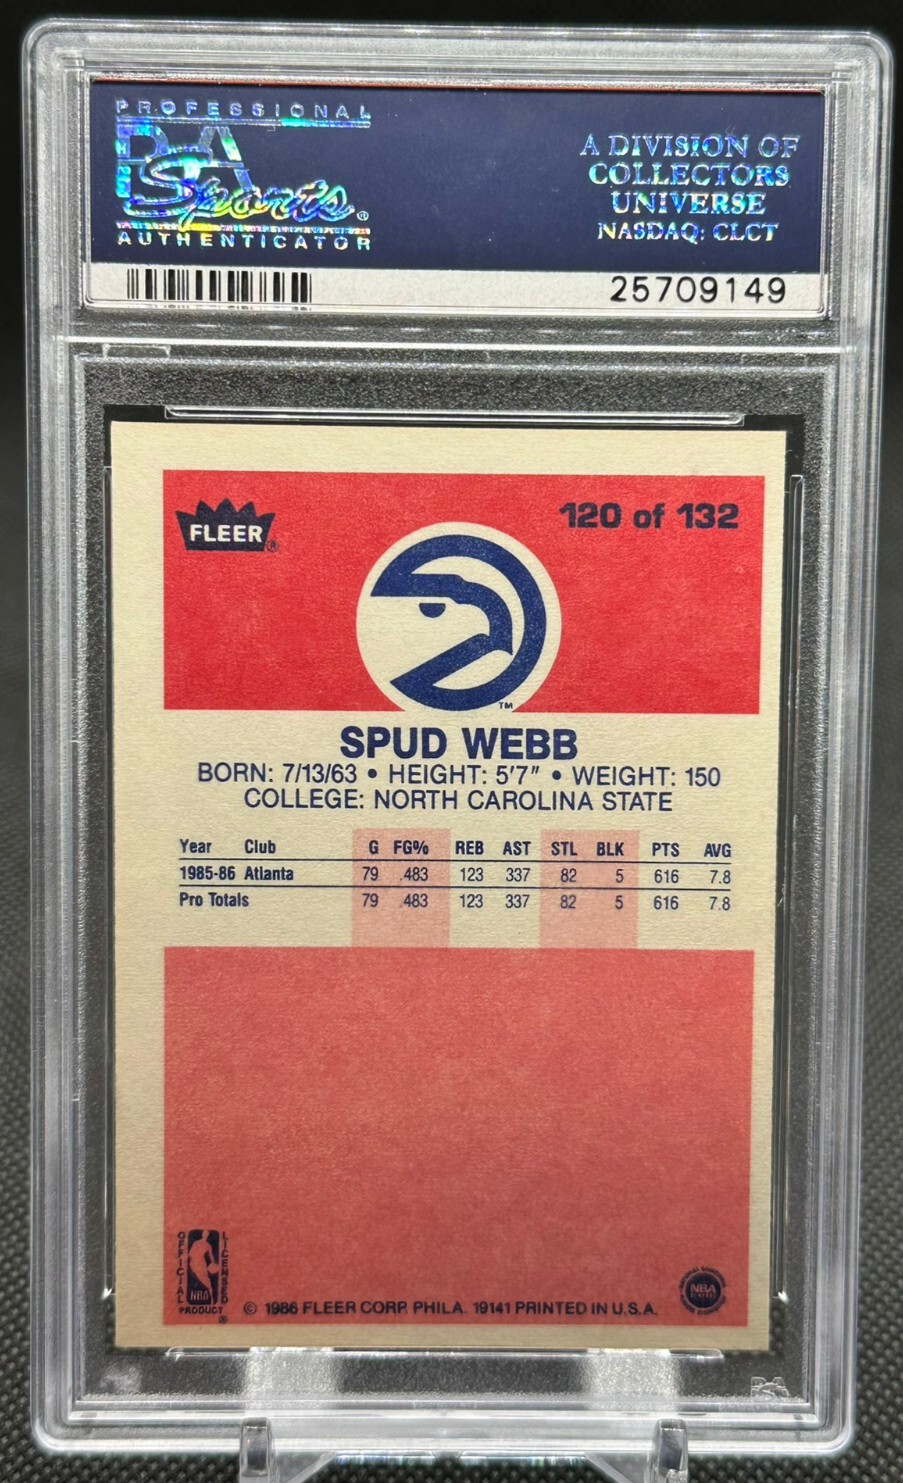 PROFESSIONAL
PSA
Sports®
AUTHENTICATOR
A DIVISION OF
COLLECTORS
UNIVERSE
NASDAQ: CLCT
25709149
FLEER®
120 of 132
TM
SPUD WEBB
BORN: 7/13/63 • HEIGHT: 5'7" • WEIGHT: 150
COLLEGE: NORTH CAROLINA STATE
Year Club G FG% REB AST STL BLK PTS AVG
1985-86 Atlanta 79 .483 123 337 82 5 616 7.8
Pro Totals 79 .483 123 337 82 5 616 7.8
OFFICIAL LICENSED
NBA
PRODUCT ®
© 1986 FLEER CORP. PHILA. 19141 PRINTED IN U.S.A.
NBA
PSA